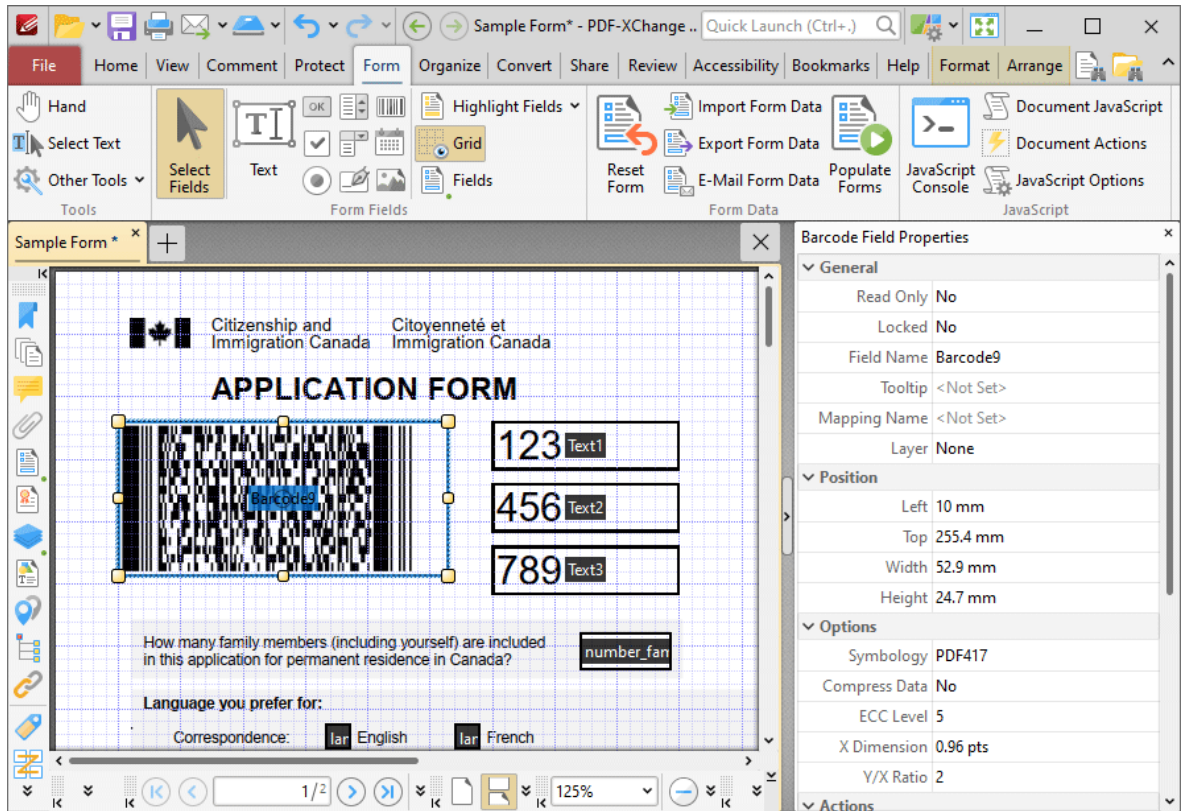 Sample Form* - PDF-XChange ..
Quick Launch (Ctrl+.)
File Home View Comment Protect Form Organize Convert Share Review Accessibility Bookmarks Help Format Arrange
Hand
Select Text
Other Tools
Tools
Select Fields
Text
OK
Highlight Fields
Grid
Fields
Form Fields
Reset Form
Import Form Data
Export Form Data
E-Mail Form Data
Populate Forms
Form Data
JavaScript Console
Document JavaScript
Document Actions
JavaScript Options
JavaScript
Sample Form *
Citizenship and
Immigration Canada
Citoyenneté et
Immigration Canada
APPLICATION FORM
Barcode9
123 Text1
456 Text2
789 Text3
How many family members (including yourself) are included
in this application for permanent residence in Canada?
number_fam
Language you prefer for:
Correspondence: lar English lar French
1/2
125%
Barcode Field Properties
General
Read Only No
Locked No
Field Name Barcode9
Tooltip <Not Set>
Mapping Name <Not Set>
Layer None
Position
Left 10 mm
Top 255.4 mm
Width 52.9 mm
Height 24.7 mm
Options
Symbology PDF417
Compress Data No
ECC Level 5
X Dimension 0.96 pts
Y/X Ratio 2
Actions